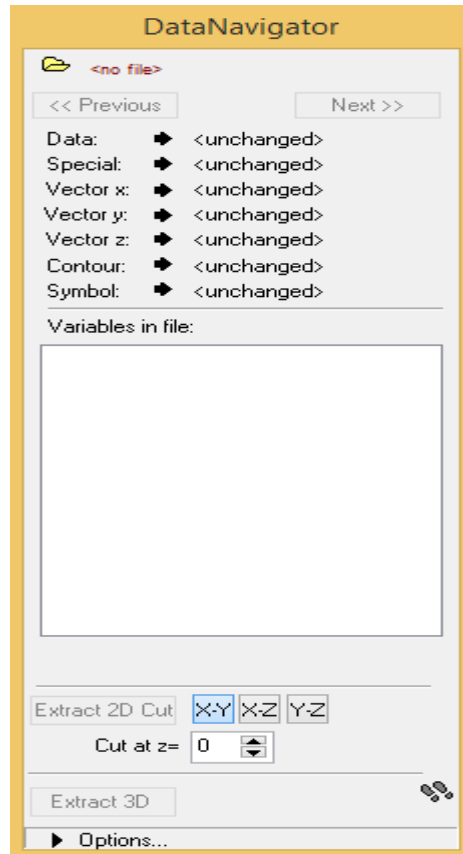 DataNavigator
<no file>
<< Previous Next >>
Data: <unchanged>
Special: <unchanged>
Vector x: <unchanged>
Vector y: <unchanged>
Vector z: <unchanged>
Contour: <unchanged>
Symbol: <unchanged>
Variables in file:
Extract 2D Cut X-Y X-Z Y-Z
Cut at z= 0
Extract 3D
Options...